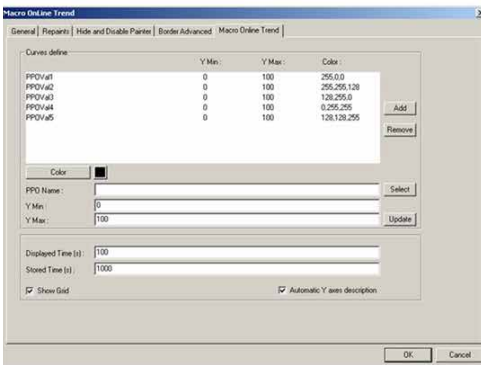 Macro OnLine Trend
General Repaints Hide and Disable Painter Border Advanced Macro Online Trend
Curves define
Y Min : Y Max : Color :
PPOVal1 0 100 255,0,0
PPOVal2 0 100 255,255,128
PPOVal3 0 100 128,255,0
PPOVal4 0 100 0,255,255
PPOVal5 0 100 128,128,255
Add
Remove
Color
PPO Name : Select
Y Min : 0
Y Max : 100 Update
Displayed Time (s) : 100
Stored Time (s) : 1000
Show Grid Automatic Y axes description
OK Cancel